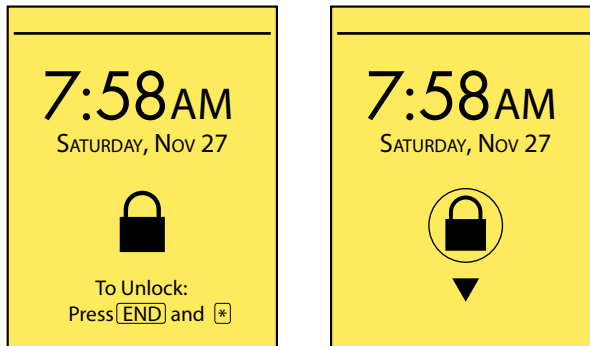 7:58AM
SATURDAY, NOV 27
To Unlock:
Press END and *
7:58AM
SATURDAY, NOV 27